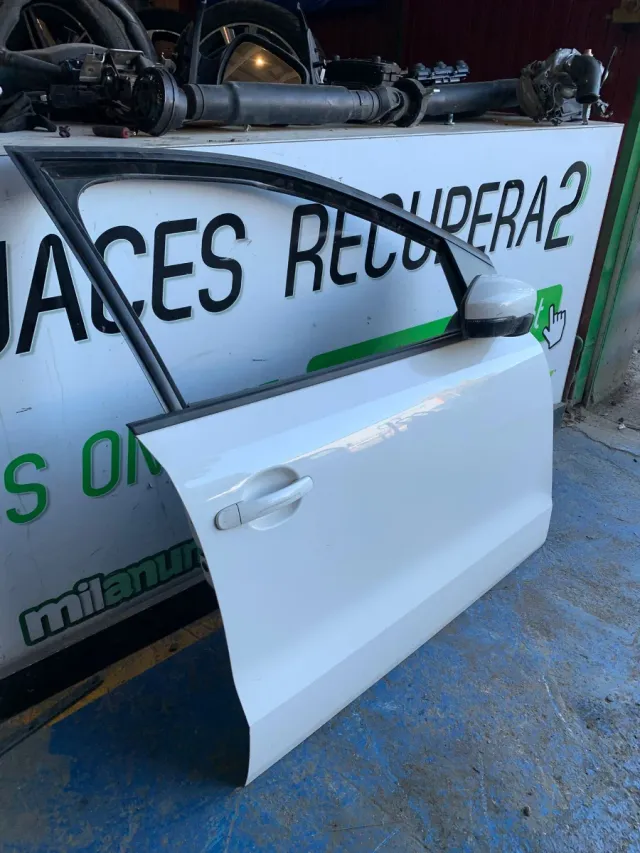 UACES RECUPERA2
S ON
milanun
t